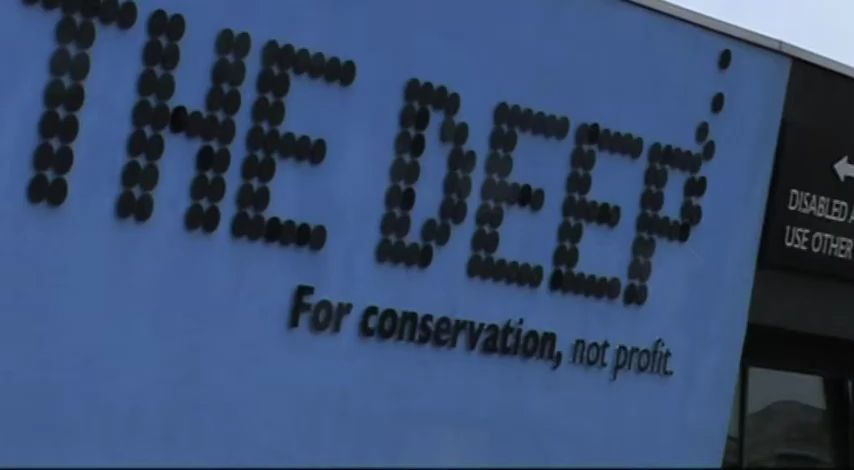 THE DEEP
For conservation, not profit.
DISABLED
USE OTHER